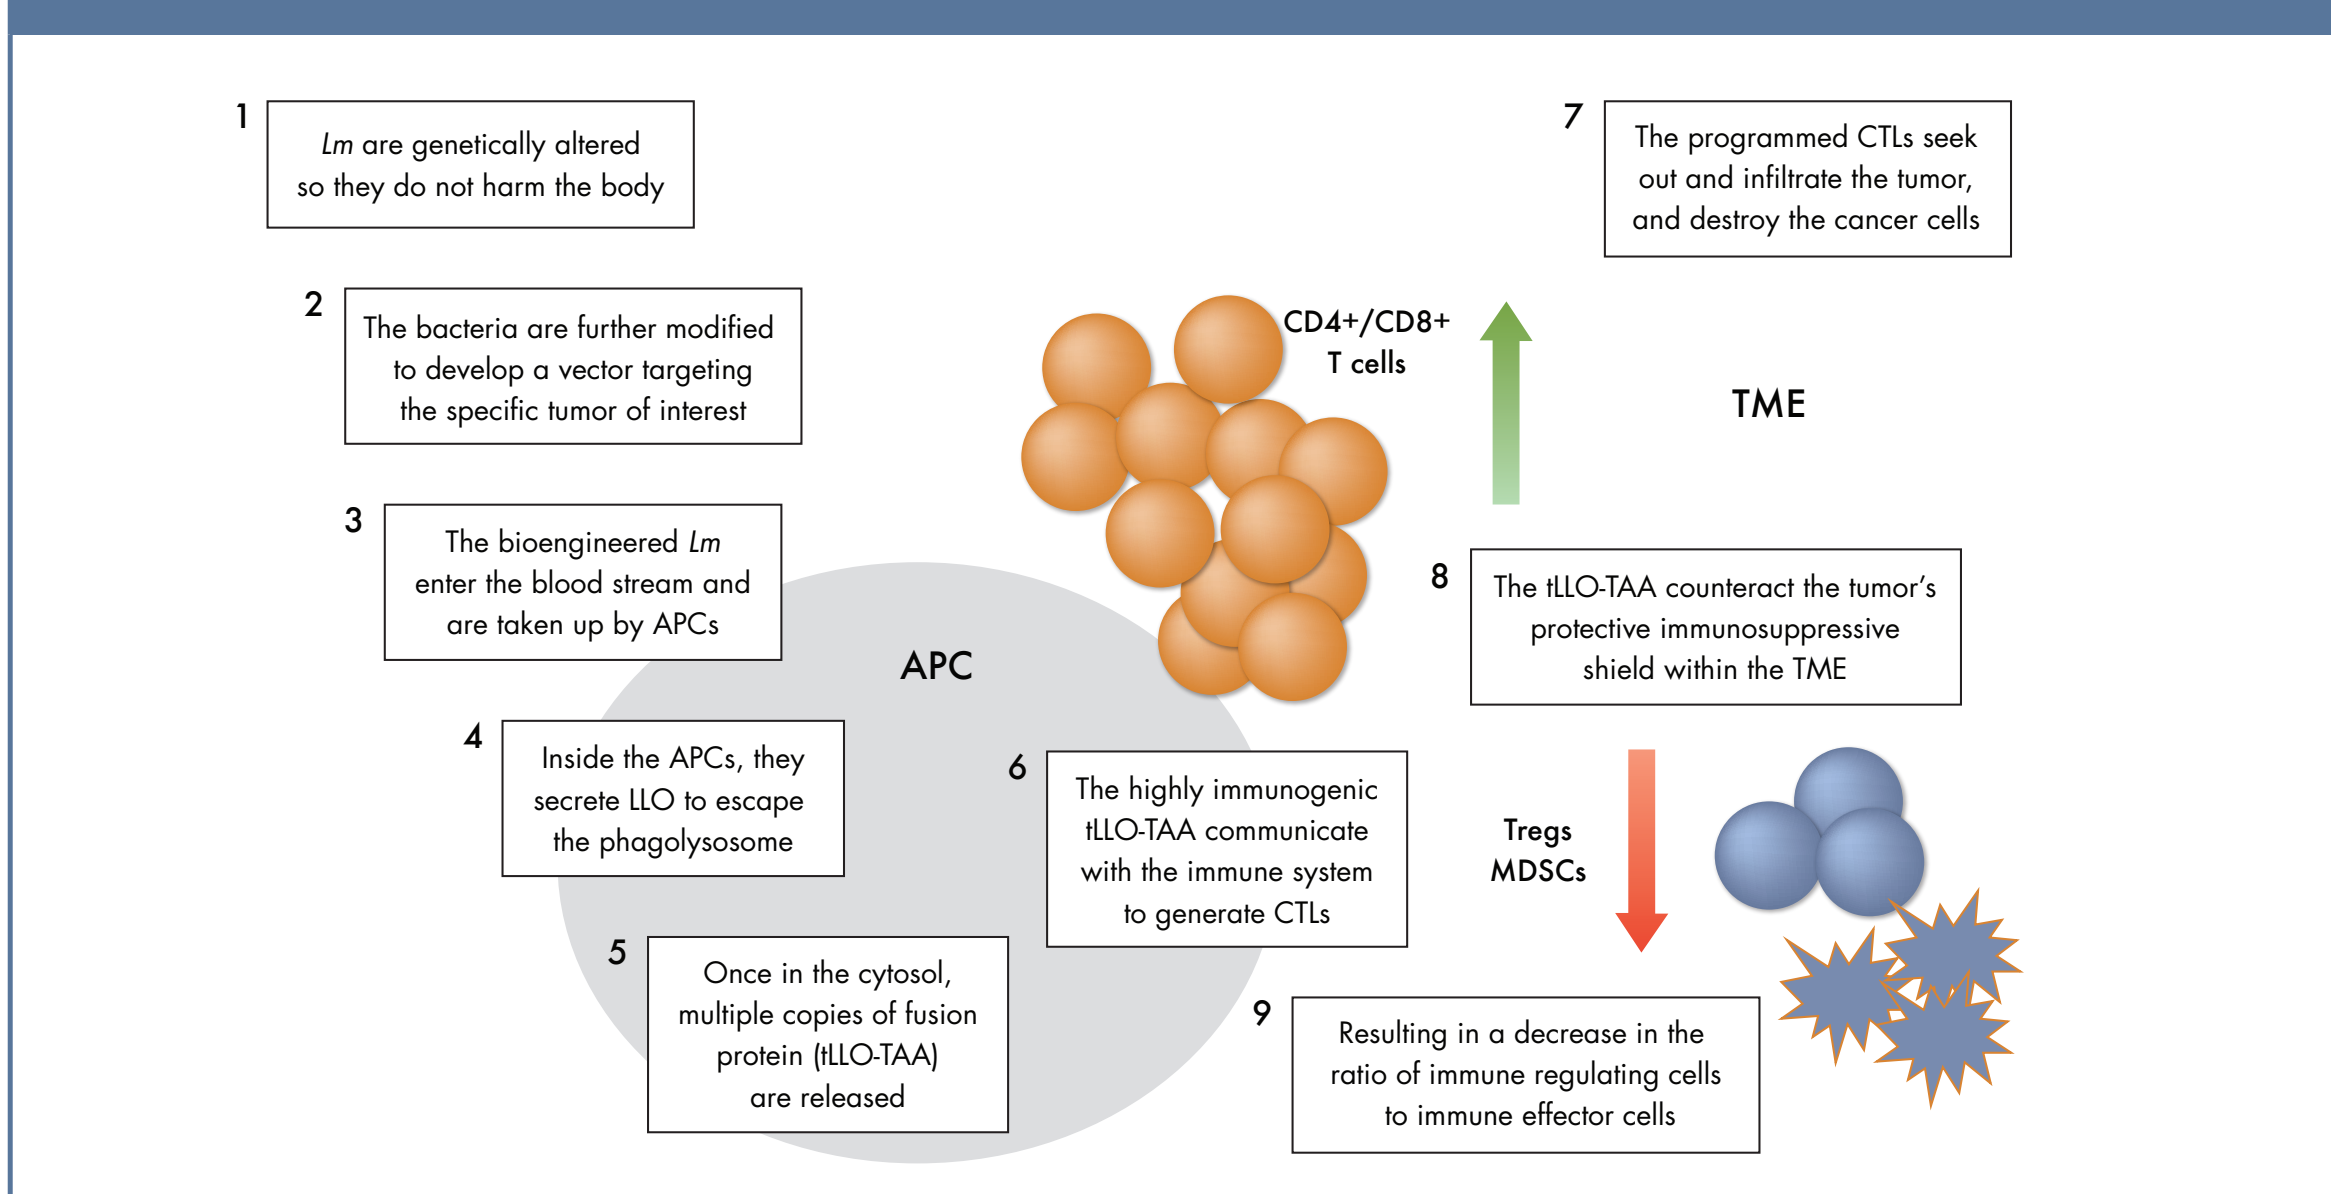 1
Lm are genetically altered
so they do not harm the body
2
The bacteria are further modified
to develop a vector targeting
the specific tumor of interest
3
The bioengineered Lm
enter the blood stream and
are taken up by APCs
APC
4
Inside the APCs, they
secrete LLO to escape
the phagolysosome
5
Once in the cytosol,
multiple copies of fusion
protein (tLLO-TAA)
are released
6
The highly immunogenic
tLLO-TAA communicate
with the immune system
to generate CTLs
CD4+/CD8+
T cells
7
The programmed CTLs seek
out and infiltrate the tumor,
and destroy the cancer cells
TME
8
The tLLO-TAA counteract the tumor’s
protective immunosuppressive
shield within the TME
Tregs
MDSCs
9
Resulting in a decrease in the
ratio of immune regulating cells
to immune effector cells